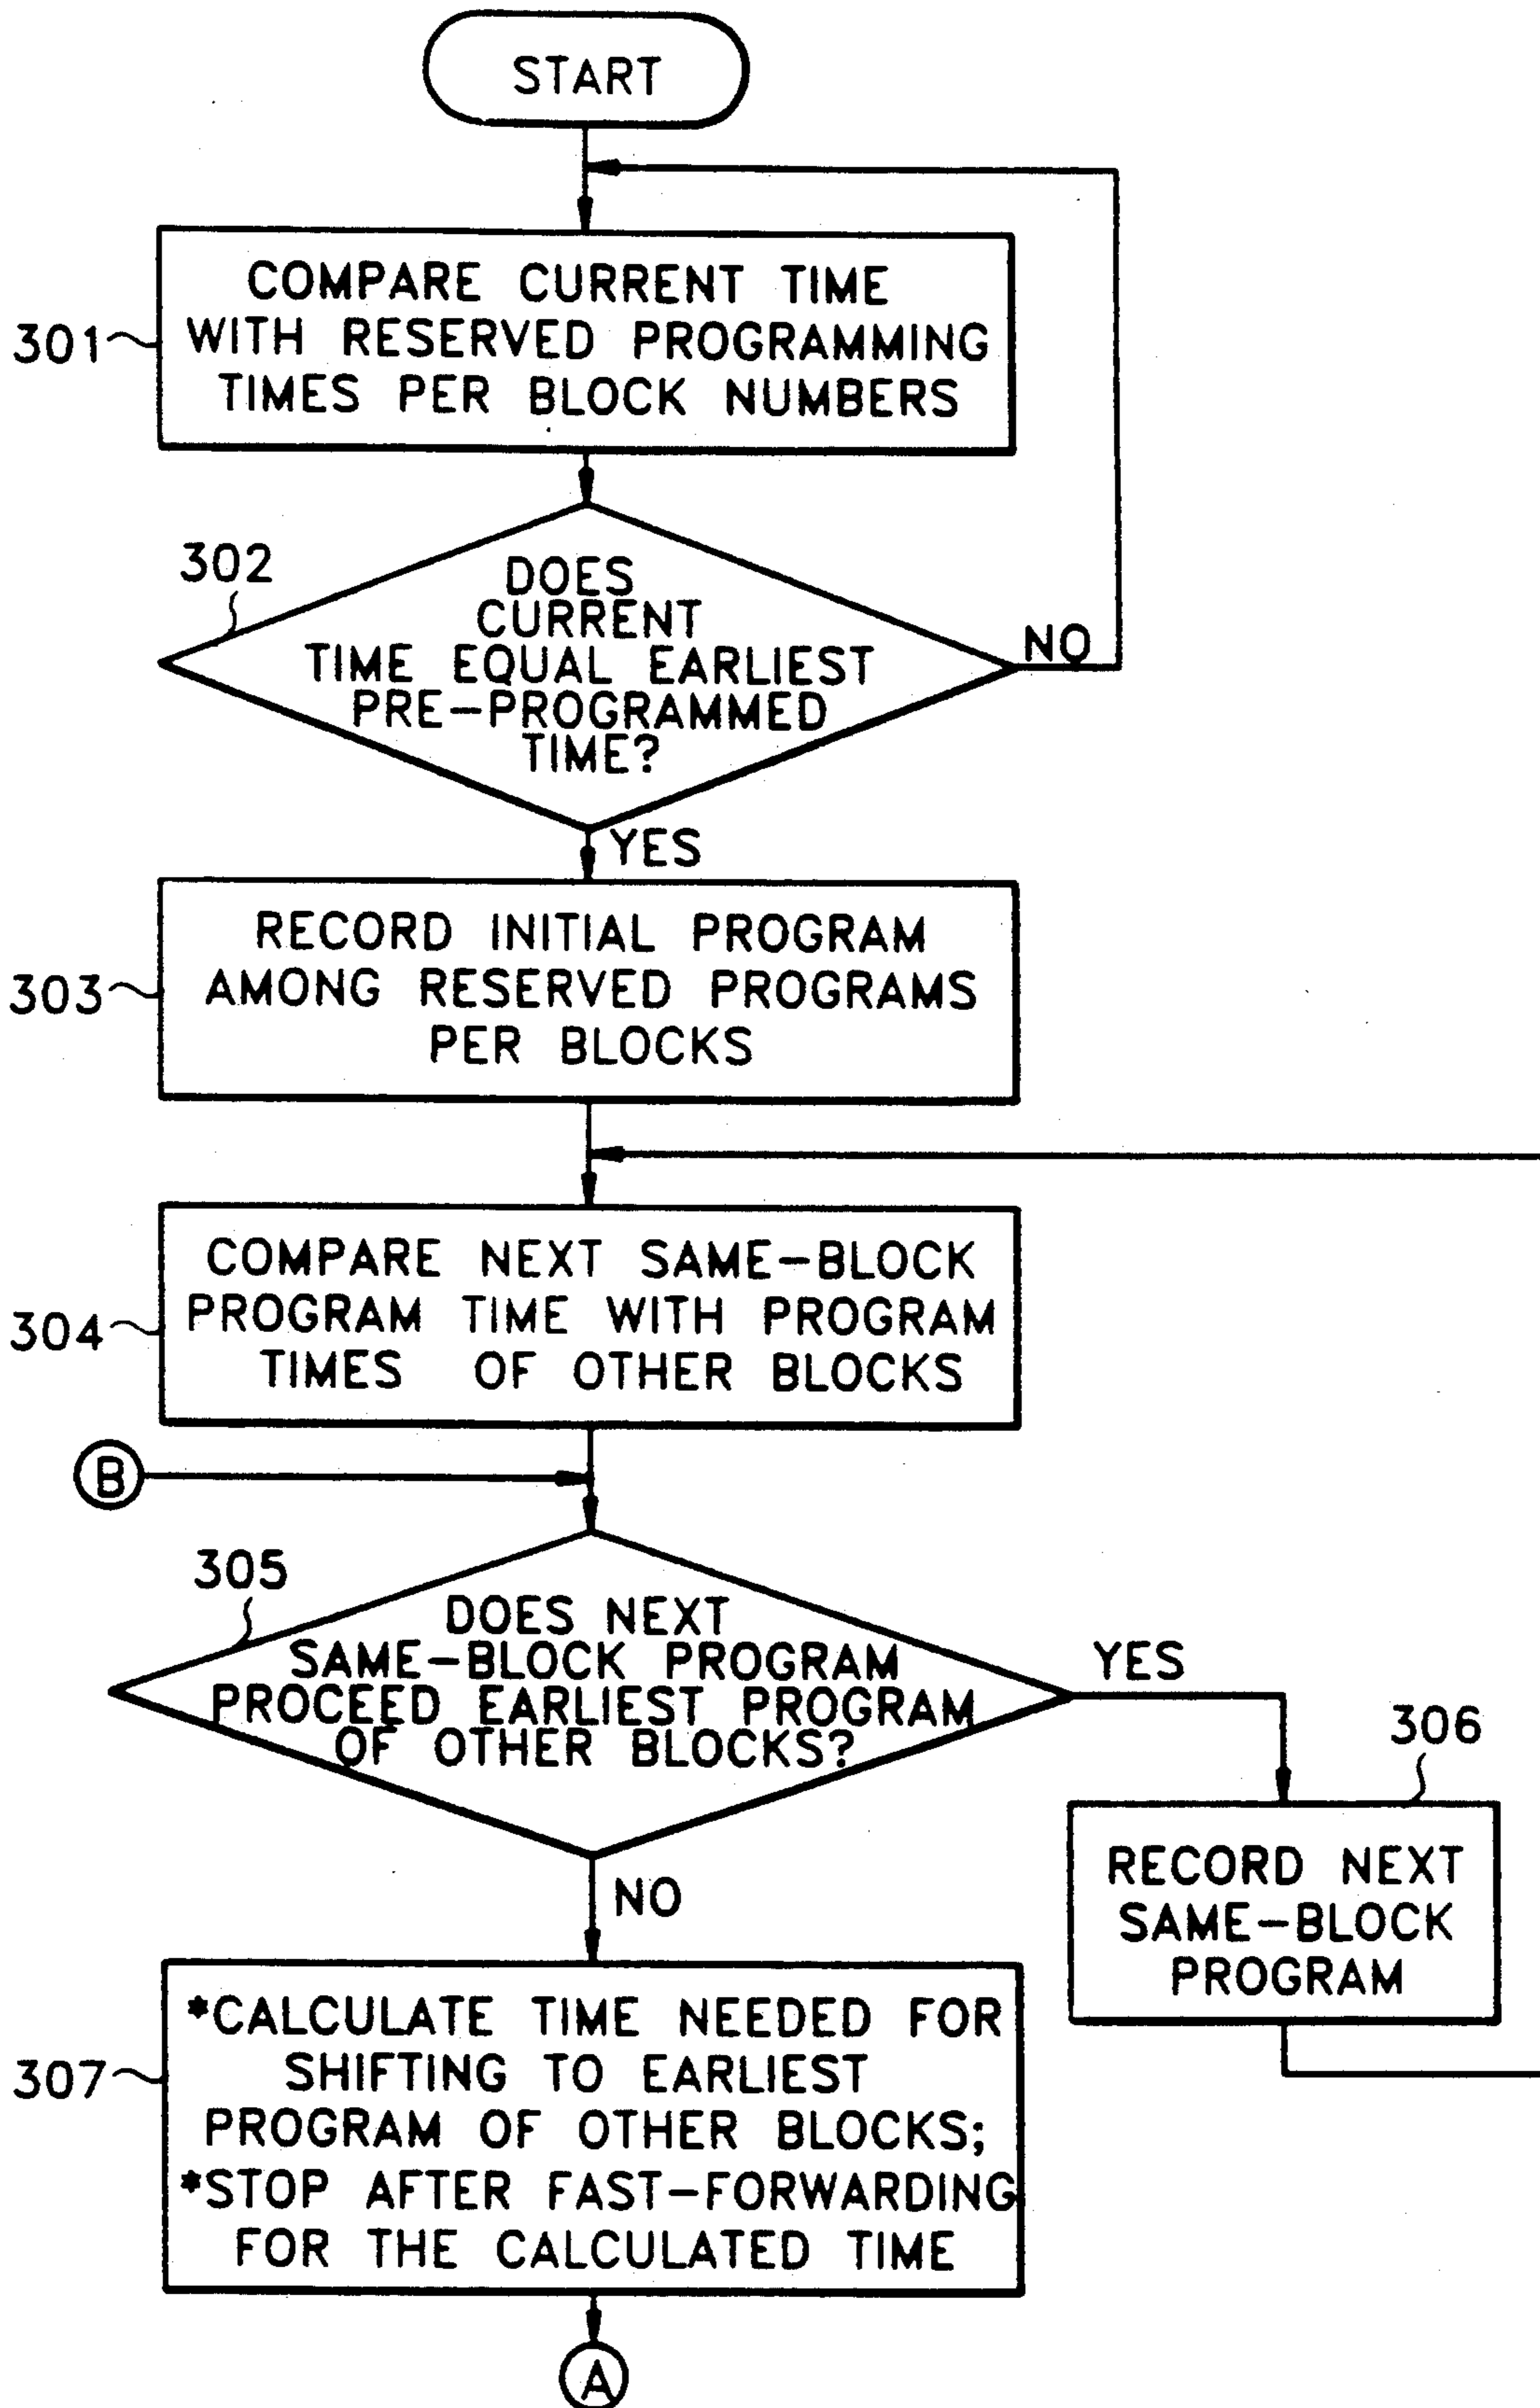 START
COMPARE CURRENT TIME
WITH RESERVED PROGRAMMING
TIMES PER BLOCK NUMBERS
301
302
DOES
CURRENT
TIME EQUAL EARLIEST
PRE-PROGRAMMED
TIME?
NO
YES
RECORD INITIAL PROGRAM
AMONG RESERVED PROGRAMS
PER BLOCKS
303
COMPARE NEXT SAME-BLOCK
PROGRAM TIME WITH PROGRAM
TIMES OF OTHER BLOCKS
304
B
305
DOES NEXT
SAME-BLOCK PROGRAM
PROCEED EARLIEST PROGRAM
OF OTHER BLOCKS?
YES
306
RECORD NEXT
SAME-BLOCK
PROGRAM
NO
*CALCULATE TIME NEEDED FOR
SHIFTING TO EARLIEST
PROGRAM OF OTHER BLOCKS;
*STOP AFTER FAST-FORWARDING
FOR THE CALCULATED TIME
307
A